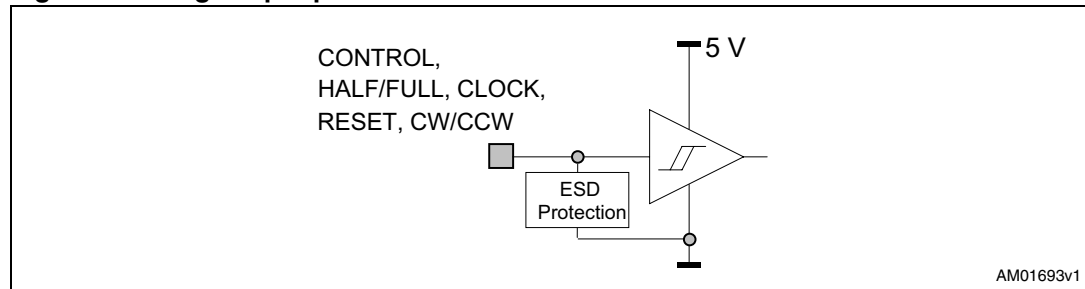 5 V
CONTROL,
HALF/FULL, CLOCK,
RESET, CW/CCW
ESD
Protection
AM01693v1